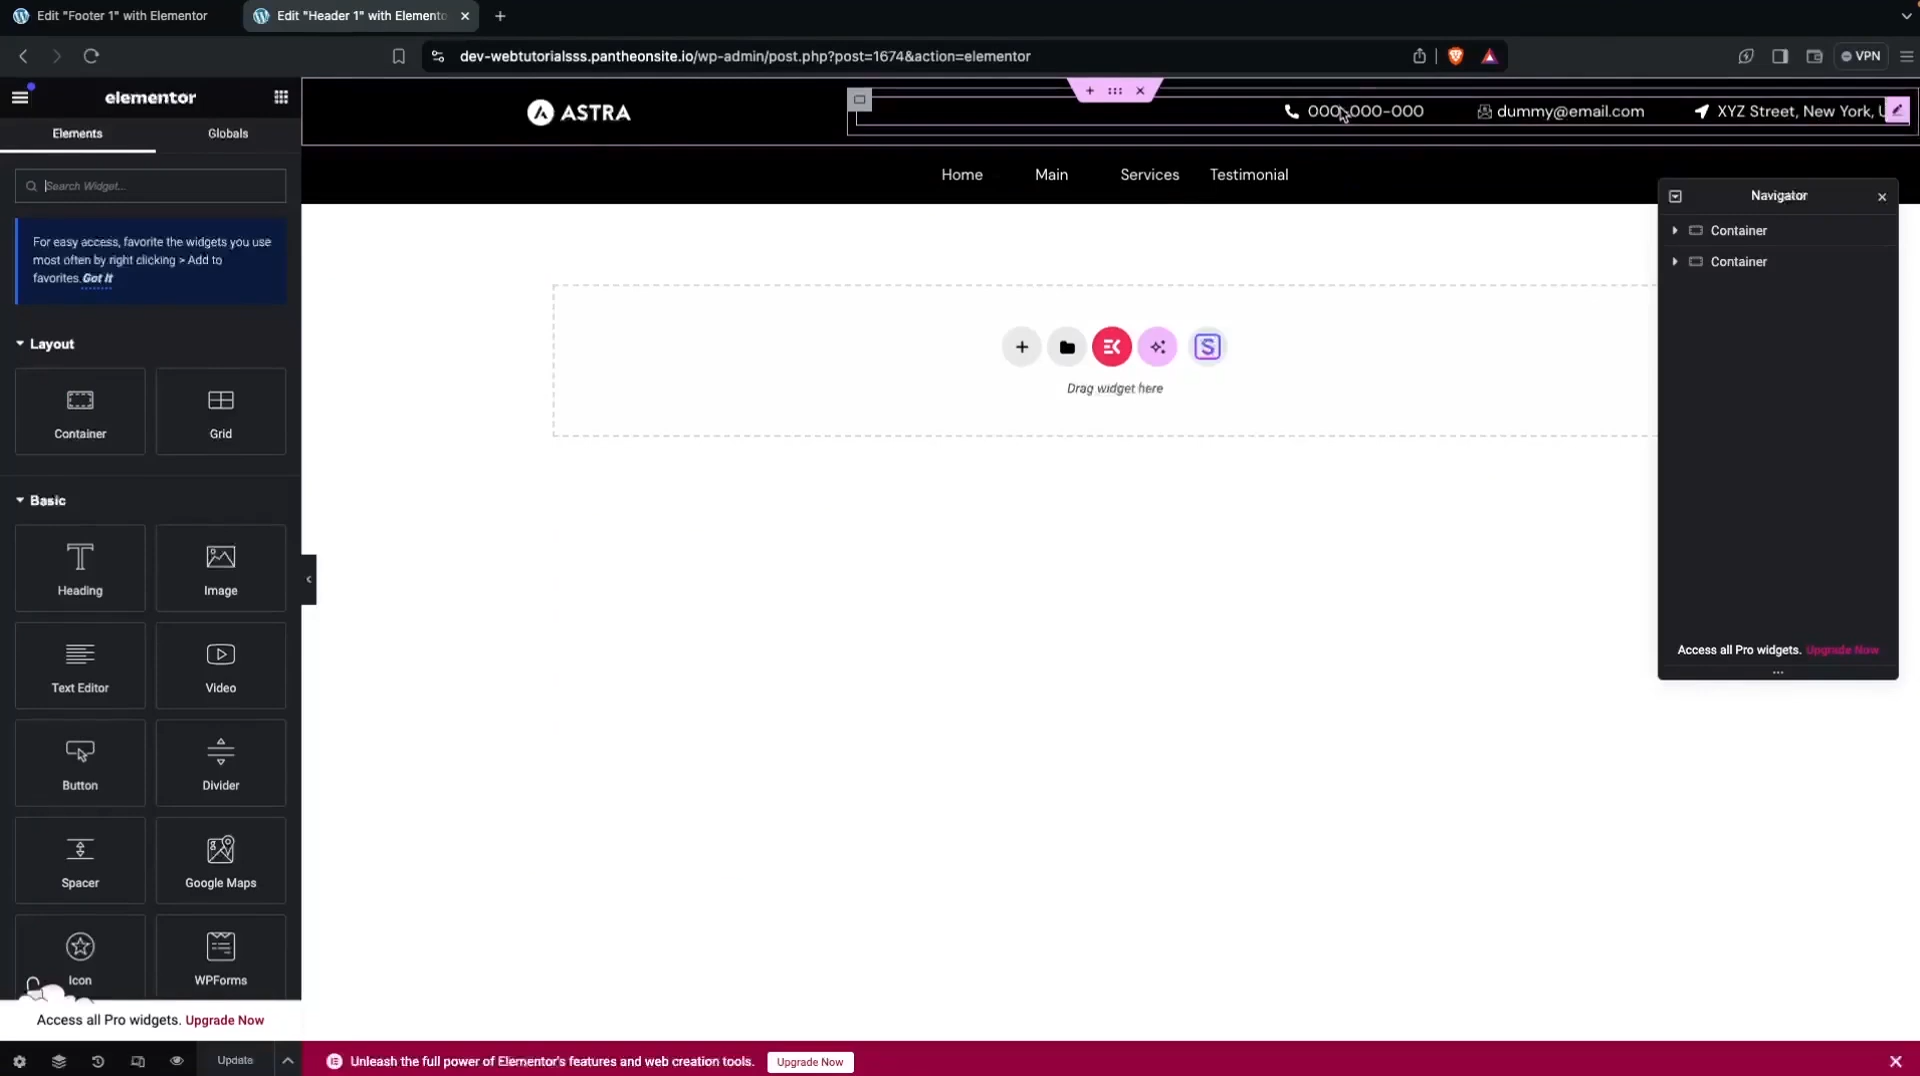 Edit "Footer 1" with Elementor
Edit "Header 1" with Elemento
dev-webtutorialsss.pantheonsite.io/wp-admin/post.php?post=1674&action=elementor
VPN
elementor
Elements
Globals
Search Widget...
For easy access, favorite the widgets you use
most often by right clicking > Add to
favorites. Got It
Layout
Container
Grid
Basic
Heading
Image
Text Editor
Video
Button
Divider
Spacer
Google Maps
Icon
WPForms
Access all Pro widgets. Upgrade Now
Update
ASTRA
000-000-000
dummy@email.com
XYZ Street, New York, U
Home
Main
Services
Testimonial
Drag widget here
Navigator
Container
Container
Access all Pro widgets. Upgrade Now
Unleash the full power of Elementor's features and web creation tools.
Upgrade Now